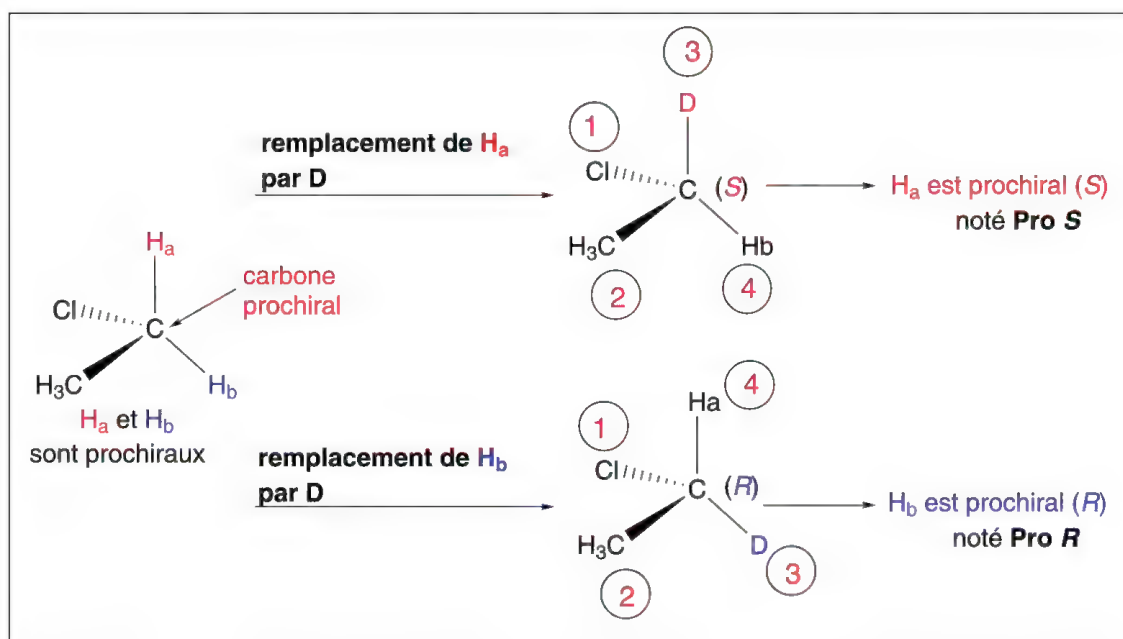 remplacement de Ha
par D
3
D
1
Cl
C (S)
H₃C
Hb
2
4
Ha est prochiral (S)
noté Pro S
Ha
carbone
prochiral
Cl
C
H₃C
Hb
Ha et Hb
sont prochiraux
remplacement de Hb
par D
Ha
4
1
Cl
C (R)
H₃C
D
2
3
Hb est prochiral (R)
noté Pro R